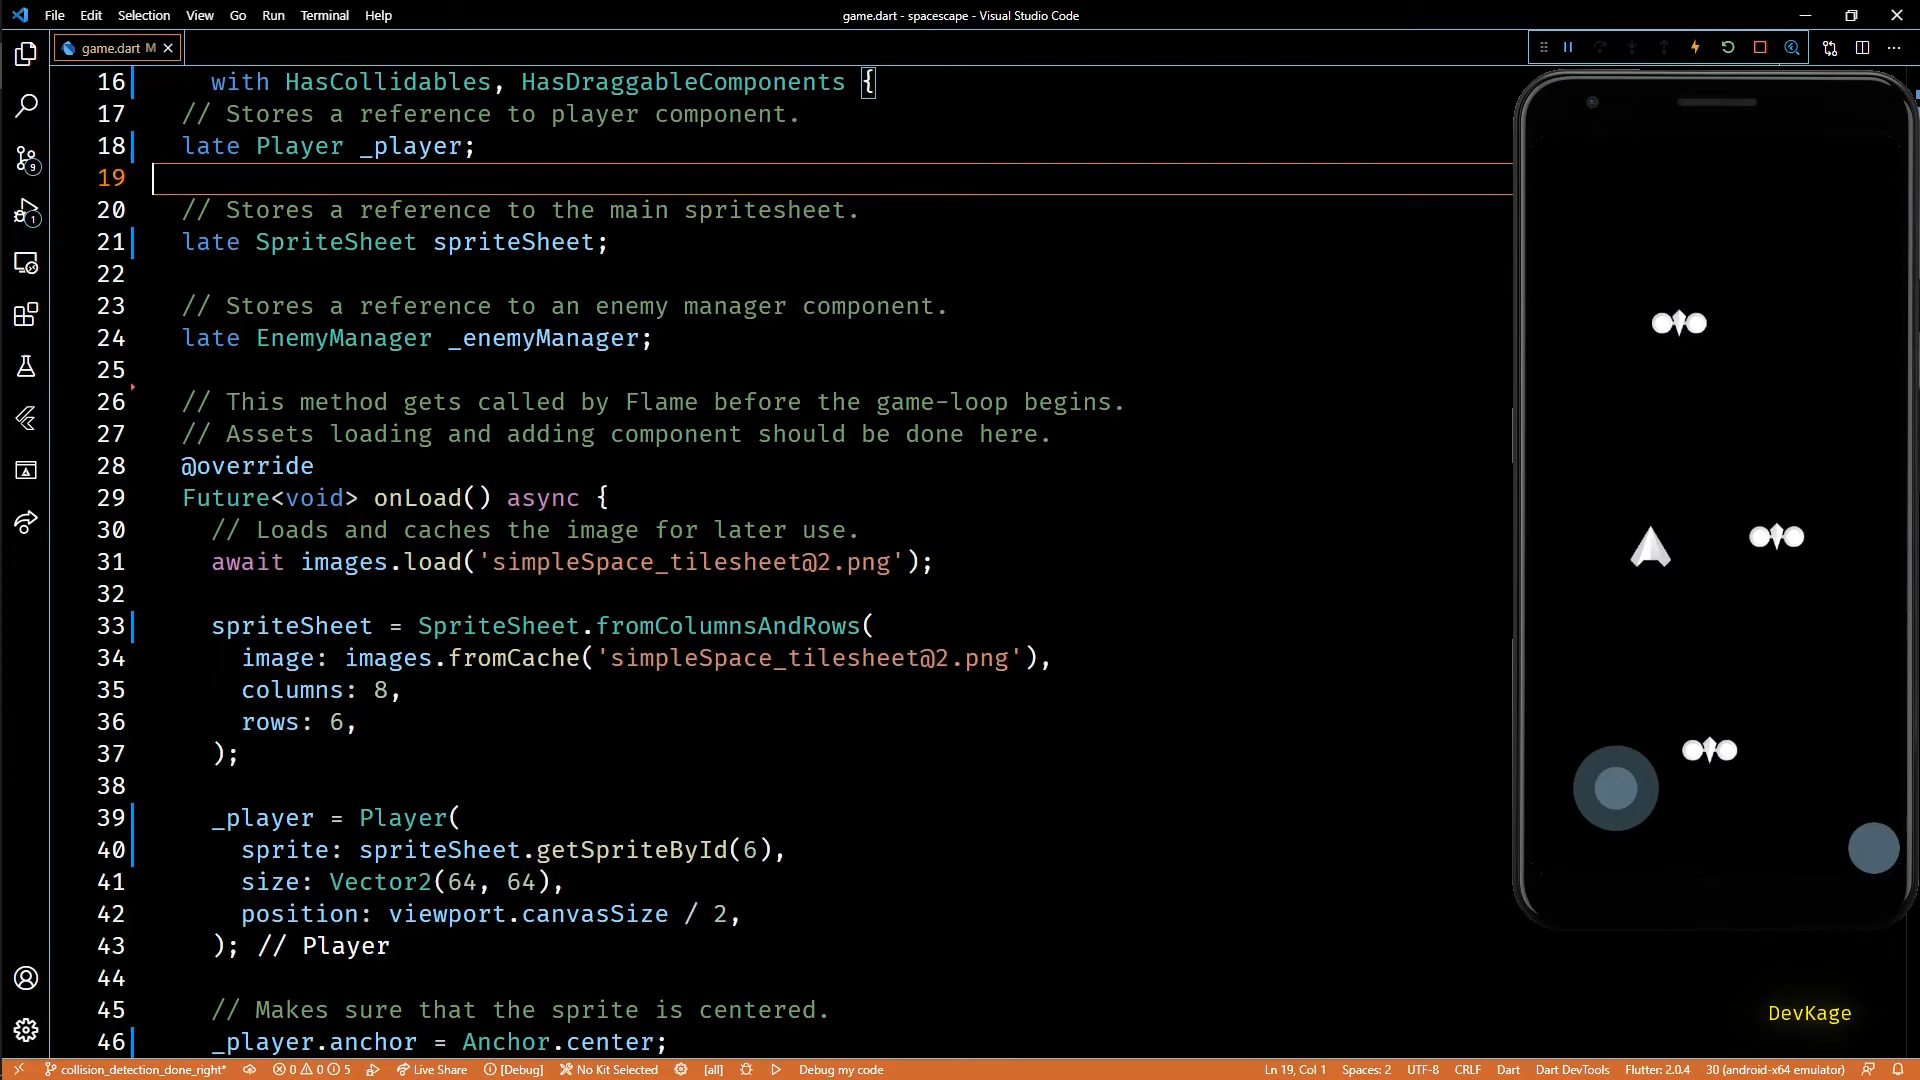 File Edit Selection View Go Run Terminal Help
game.dart - spacescape - Visual Studio Code
game.dart M
16 with HasCollidables, HasDraggableComponents {
17 // Stores a reference to player component.
18 late Player _player;
19
20 // Stores a reference to the main spritesheet.
21 late SpriteSheet spriteSheet;
22
23 // Stores a reference to an enemy manager component.
24 late EnemyManager _enemyManager;
25
26 // This method gets called by Flame before the game-loop begins.
27 // Assets loading and adding component should be done here.
28 @override
29 Future<void> onLoad() async {
30 // Loads and caches the image for later use.
31 await images.load('simpleSpace_tilesheet@2.png');
32
33 spriteSheet = SpriteSheet.fromColumnsAndRows(
34 image: images.fromCache('simpleSpace_tilesheet@2.png'),
35 columns: 8,
36 rows: 6,
37 );
38
39 _player = Player(
40 sprite: spriteSheet.getSpriteById(6),
41 size: Vector2(64, 64),
42 position: viewport.canvasSize / 2,
43 ); // Player
44
45 // Makes sure that the sprite is centered.
46 _player.anchor = Anchor.center;
9
1
DevKage
collision_detection_done_right* 0 0 5 Live Share [Debug] No Kit Selected [all] Debug my code Ln 19, Col 1 Spaces: 2 UTF-8 CRLF Dart Dart DevTools Flutter: 2.0.4 30 (android-x64 emulator)